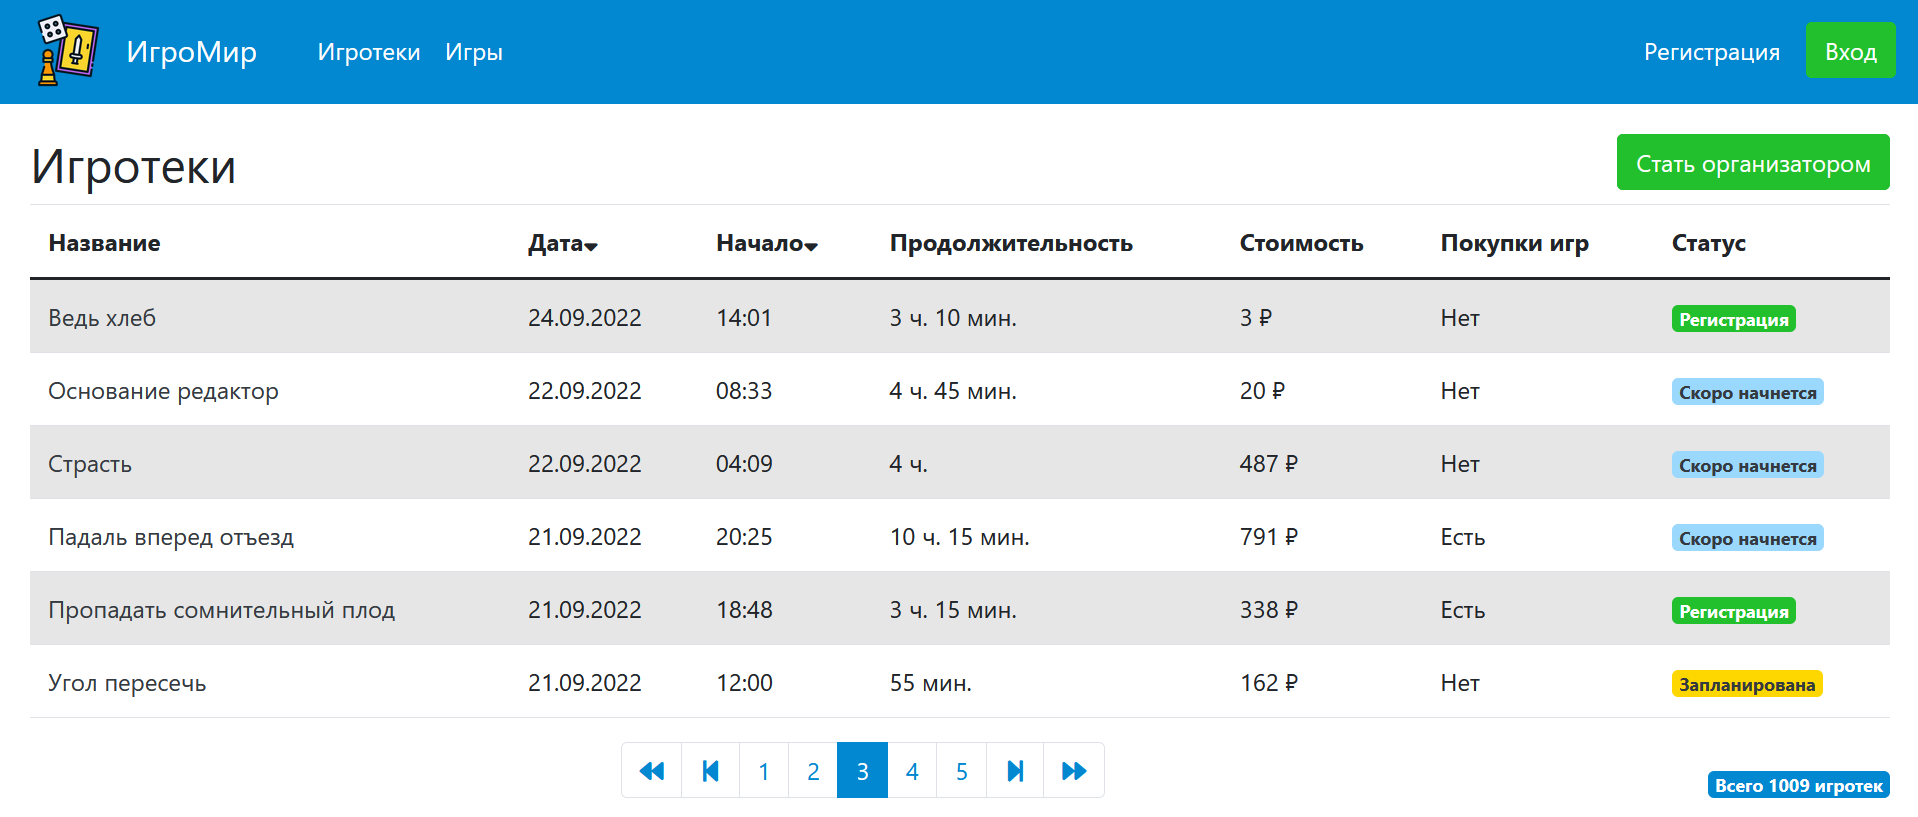 ИгроМир Игротеки Игры Регистрация Вход
Игротеки Стать организатором
Название Дата Начало Продолжительность Стоимость Покупки игр Статус
Ведь хлеб 24.09.2022 14:01 3 ч. 10 мин. 3 ₽ Нет Регистрация
Основание редактор 22.09.2022 08:33 4 ч. 45 мин. 20 ₽ Нет Скоро начнется
Страсть 22.09.2022 04:09 4 ч. 487 ₽ Нет Скоро начнется
Падаль вперед отъезд 21.09.2022 20:25 10 ч. 15 мин. 791 ₽ Есть Скоро начнется
Пропадать сомнительный плод 21.09.2022 18:48 3 ч. 15 мин. 338 ₽ Есть Регистрация
Угол пересечь 21.09.2022 12:00 55 мин. 162 ₽ Нет Запланирована
1 2 3 4 5
Всего 1009 игротек